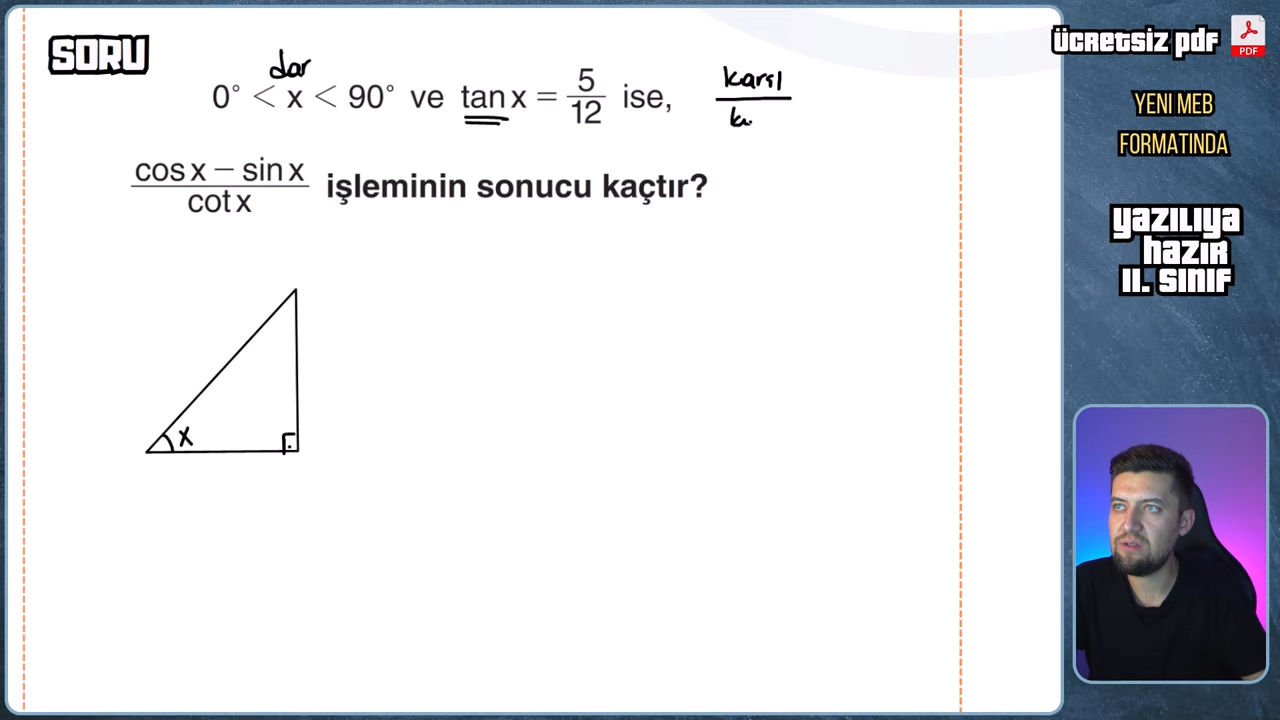 SORU
dar
0° < x < 90° ve tan x = 5/12 ise,
karşı
k
cos x − sin x / cot x işleminin sonucu kaçtır?
x
ücretsiz pdf
PDF
YENI MEB
FORMATINDA
yazılıya
hazır
11. sınıf